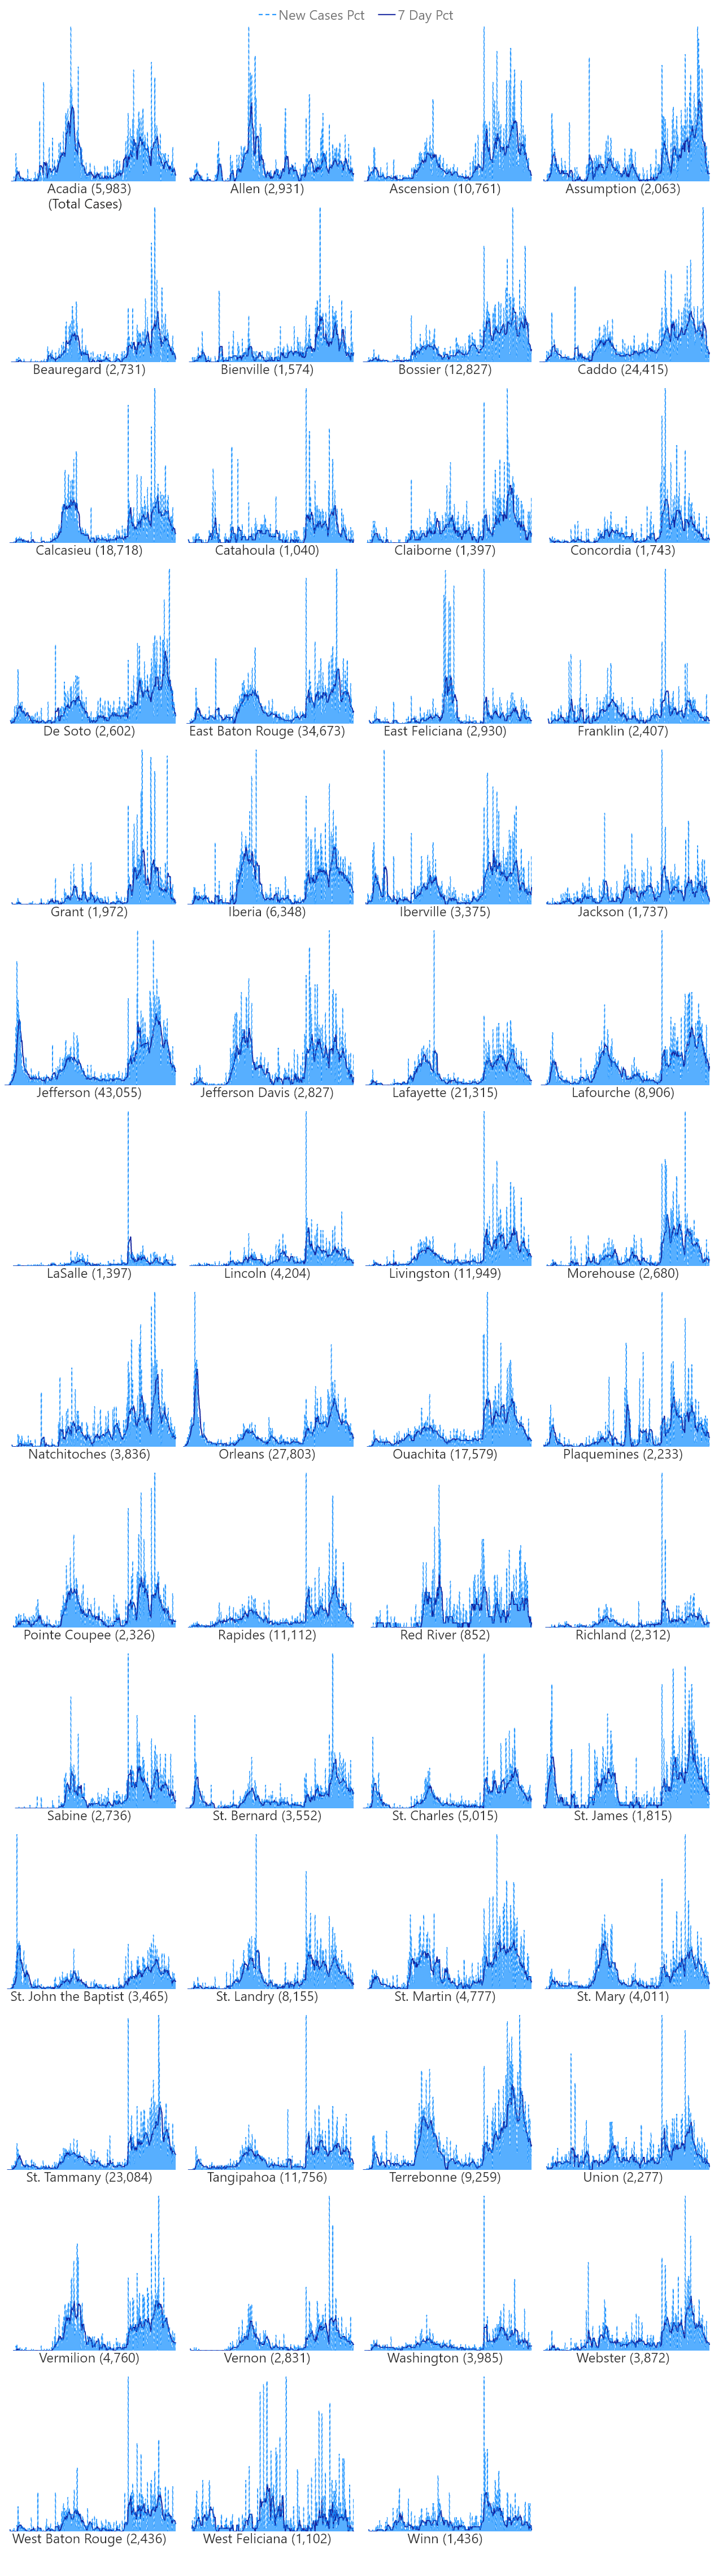 New Cases Pct 7 Day Pct
Acadia (5,983) Allen (2,931) Ascension (10,761) Assumption (2,063)
(Total Cases)
Beauregard (2,731) Bienville (1,574) Bossier (12,827) Caddo (24,415)
Calcasieu (18,718) Catahoula (1,040) Claiborne (1,397) Concordia (1,743)
De Soto (2,602) East Baton Rouge (34,673) East Feliciana (2,930) Franklin (2,407)
Grant (1,972) Iberia (6,348) Iberville (3,375) Jackson (1,737)
Jefferson (43,055) Jefferson Davis (2,827) Lafayette (21,315) Lafourche (8,906)
LaSalle (1,397) Lincoln (4,204) Livingston (11,949) Morehouse (2,680)
Natchitoches (3,836) Orleans (27,803) Ouachita (17,579) Plaquemines (2,233)
Pointe Coupee (2,326) Rapides (11,112) Red River (852) Richland (2,312)
Sabine (2,736) St. Bernard (3,552) St. Charles (5,015) St. James (1,815)
St. John the Baptist (3,465) St. Landry (8,155) St. Martin (4,777) St. Mary (4,011)
St. Tammany (23,084) Tangipahoa (11,756) Terrebonne (9,259) Union (2,277)
Vermilion (4,760) Vernon (2,831) Washington (3,985) Webster (3,872)
West Baton Rouge (2,436) West Feliciana (1,102) Winn (1,436)